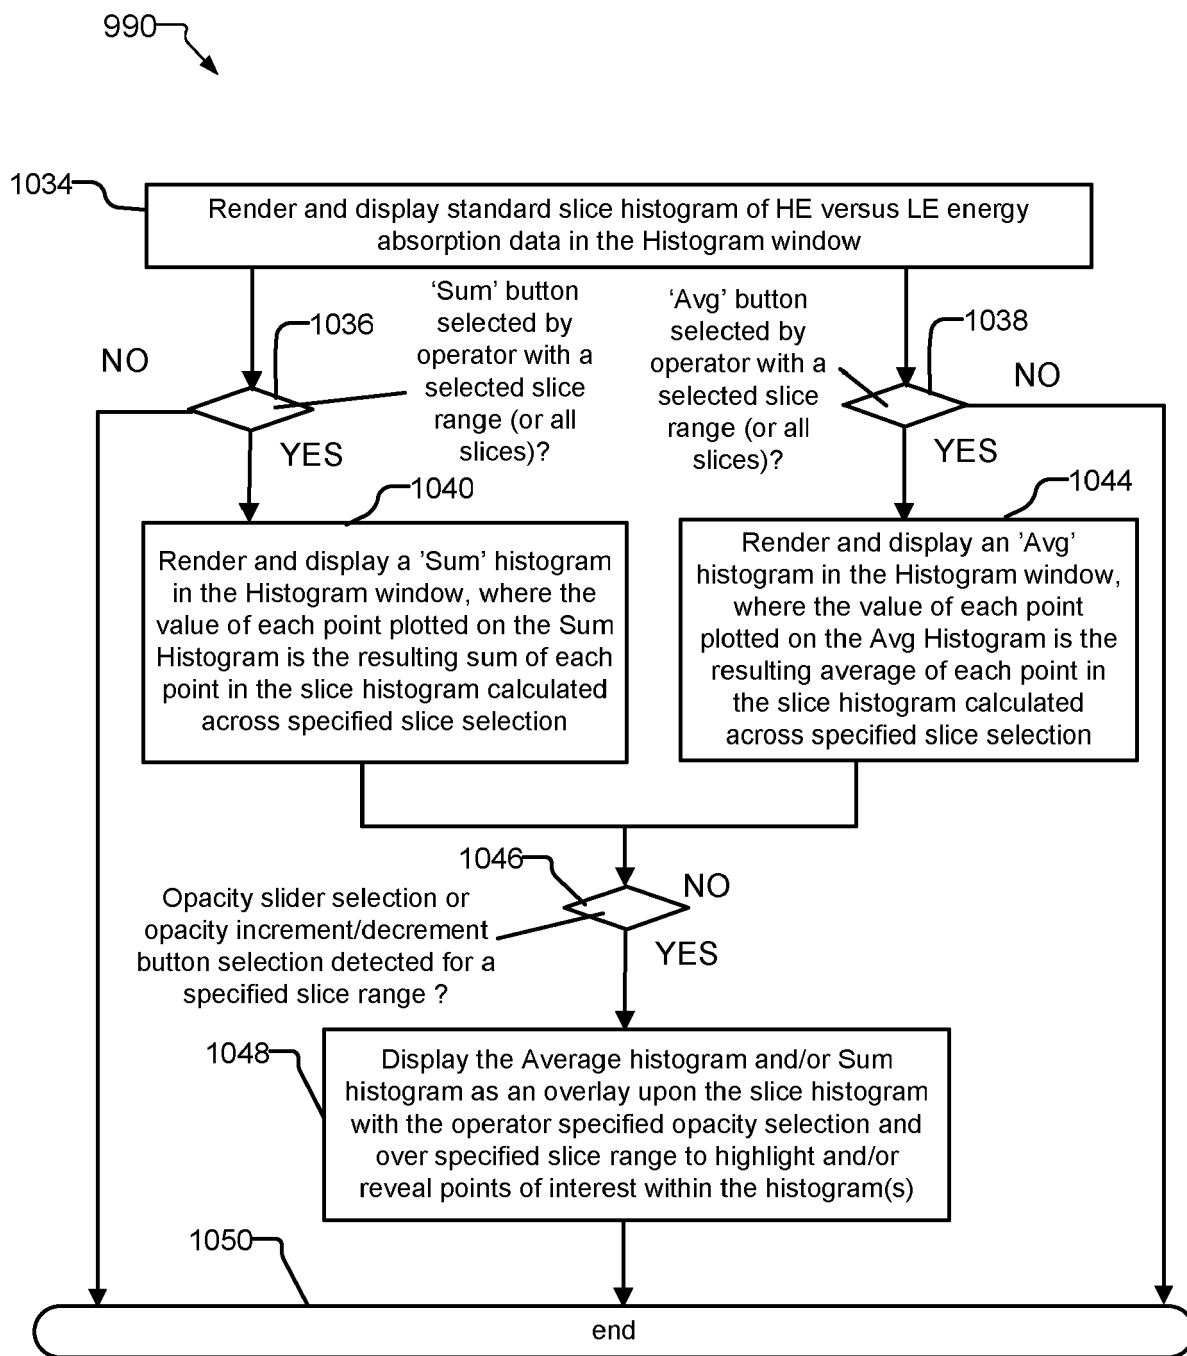 990
1034
Render and display standard slice histogram of HE versus LE energy
absorption data in the Histogram window
‘Sum’ button
selected by
operator with a
selected slice
range (or all
slices)?
1036
NO
YES
‘Avg’ button
selected by
operator with a
selected slice
range (or all
slices)?
1038
NO
YES
1040
Render and display a ’Sum’ histogram
in the Histogram window, where the
value of each point plotted on the Sum
Histogram is the resulting sum of each
point in the slice histogram calculated
across specified slice selection
1044
Render and display an ’Avg’
histogram in the Histogram window,
where the value of each point
plotted on the Avg Histogram is the
resulting average of each point in
the slice histogram calculated
across specified slice selection
1046
NO
Opacity slider selection or
opacity increment/decrement
button selection detected for a
specified slice range ?
YES
1048
Display the Average histogram and/or Sum
histogram as an overlay upon the slice histogram
with the operator specified opacity selection and
over specified slice range to highlight and/or
reveal points of interest within the histogram(s)
1050
end